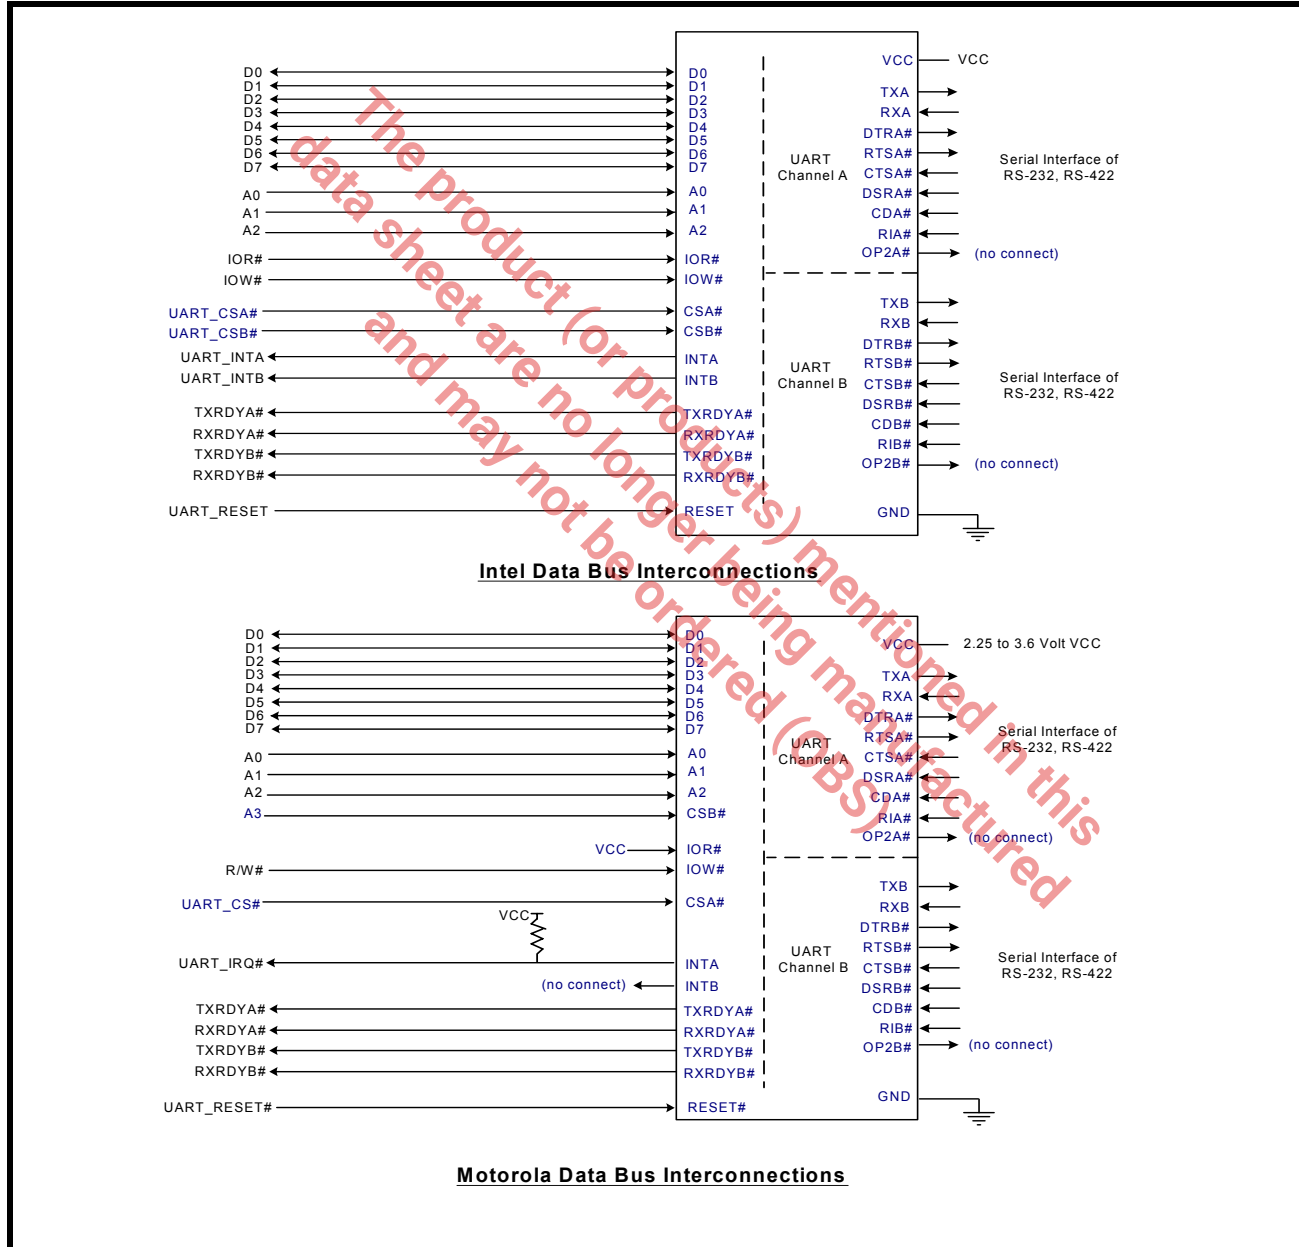 D0
D1
D2
D3
D4
D5
D6
D7
A0
A1
A2
IOR#
IOW#
UART_CSA#
UART_CSB#
UART_INTA
UART_INTB
TXRDYA#
RXRDYA#
TXRDYB#
RXRDYB#
UART_RESET
D0
D1
D2
D3
D4
D5
D6
D7
A0
A1
A2
IOR#
IOW#
CSA#
CSB#
INTA
INTB
TXRDYA#
RXRDYA#
TXRDYB#
RXRDYB#
RESET
UART
Channel A
UART
Channel B
VCC
TXA
RXA
DTRA#
RTSA#
CTSA#
DSRA#
CDA#
RIA#
OP2A#
TXB
RXB
DTRB#
RTSB#
CTSB#
DSRB#
CDB#
RIB#
OP2B#
GND
VCC
Serial Interface of
RS-232, RS-422
(no connect)
Serial Interface of
RS-232, RS-422
(no connect)
Intel Data Bus Interconnections
D0
D1
D2
D3
D4
D5
D6
D7
A0
A1
A2
A3
VCC
R/W#
UART_CS#
VCC
UART_IRQ#
(no connect)
TXRDYA#
RXRDYA#
TXRDYB#
RXRDYB#
UART_RESET#
D0
D1
D2
D3
D4
D5
D6
D7
A0
A1
A2
CSB#
IOR#
IOW#
CSA#
INTA
INTB
TXRDYA#
RXRDYA#
TXRDYB#
RXRDYB#
RESET#
UART
Channel A
UART
Channel B
VCC
TXA
RXA
DTRA#
RTSA#
CTSA#
DSRA#
CDA#
RIA#
OP2A#
TXB
RXB
DTRB#
RTSB#
CTSB#
DSRB#
CDB#
RIB#
OP2B#
GND
2.25 to 3.6 Volt VCC
Serial Interface of
RS-232, RS-422
(no connect)
Serial Interface of
RS-232, RS-422
(no connect)
Motorola Data Bus Interconnections
The product (or products) mentioned in this
data sheet are no longer being manufactured
and may not be ordered (OBS)